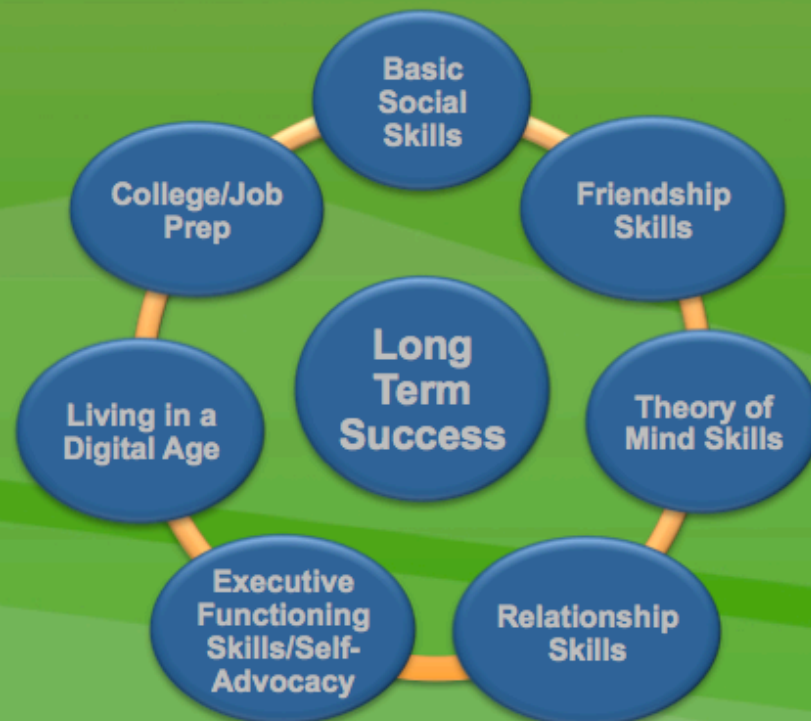 Basic
Social
Skills
Friendship
Skills
Theory of
Mind Skills
Relationship
Skills
Executive
Functioning
Skills/Self-
Advocacy
Living in a
Digital Age
College/Job
Prep
Long
Term
Success